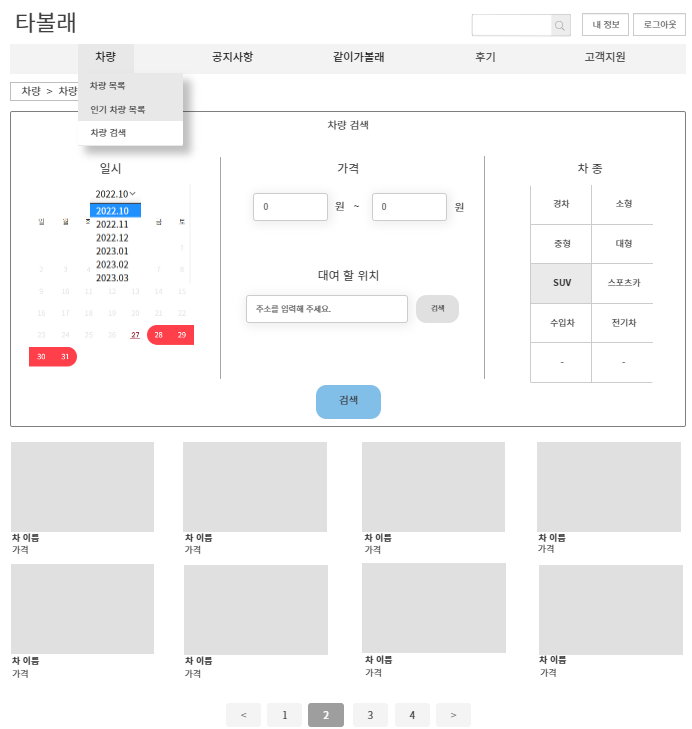 타볼래
내 정보
로그아웃
차량
공지사항
같이가볼래
후기
고객지원
차량 목록
인기 차량 목록
차량 검색
차량 > 차량
차량 검색
일시
2022.10
2022.10
2022.11
2022.12
2023.01
2023.02
2023.03
일 월 금 토
1
2 3 4 7 8
9 10 11 12 13 14 15
16 17 18 19 20 21 22
23 24 25 26 27 28 29
30 31
가격
0 원 ~ 0 원
대여 할 위치
주소를 입력해 주세요.
검색
차 종
경차 소형
중형 대형
SUV 스포츠카
수입차 전기차
- -
검색
차 이름 차 이름 차 이름 차 이름
가격 가격 가격 가격
차 이름 차 이름 차 이름 차 이름
가격 가격 가격 가격
< 1 2 3 4 >